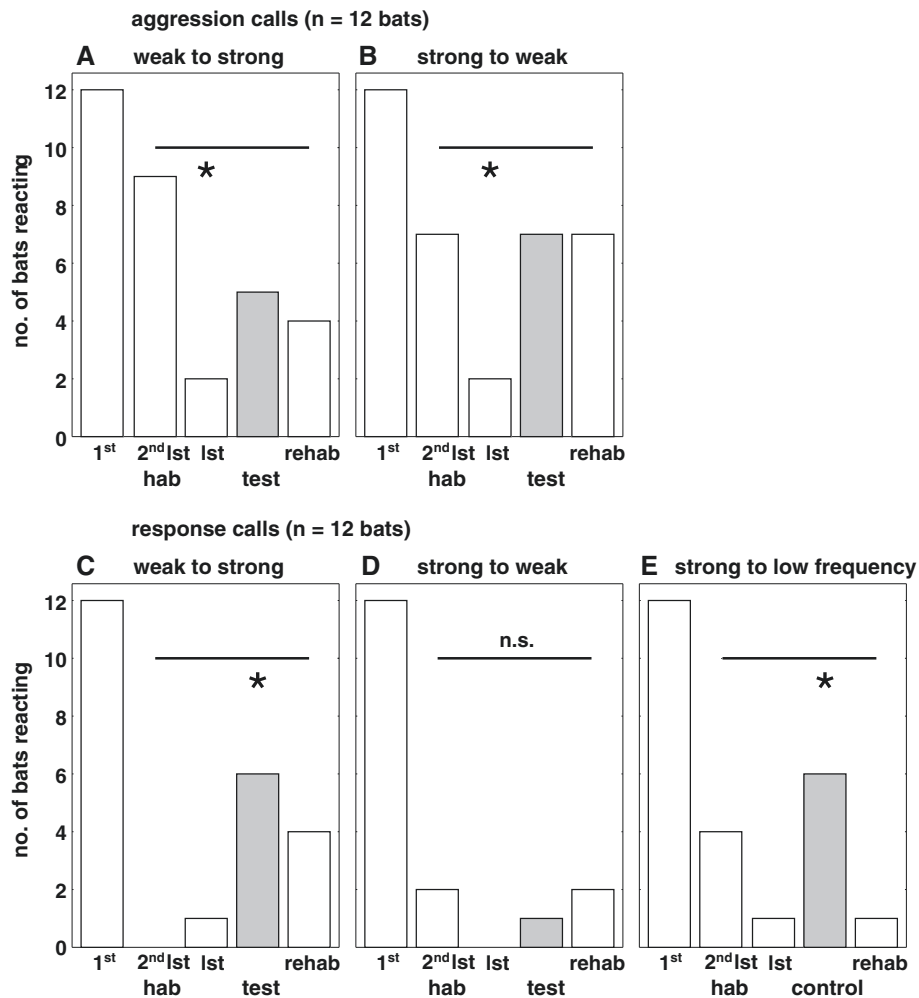 aggression calls (n = 12 bats)
A weak to strong
B strong to weak
no. of bats reacting
12
10
8
6
4
2
0
*
*
1st 2nd lst lst rehab
hab test
1st 2nd lst lst rehab
hab test
response calls (n = 12 bats)
C weak to strong
D strong to weak
E strong to low frequency
no. of bats reacting
12
10
8
6
4
2
0
*
n.s.
*
1st 2nd lst lst rehab
hab test
1st 2nd lst lst rehab
hab test
1st 2nd lst lst rehab
hab control